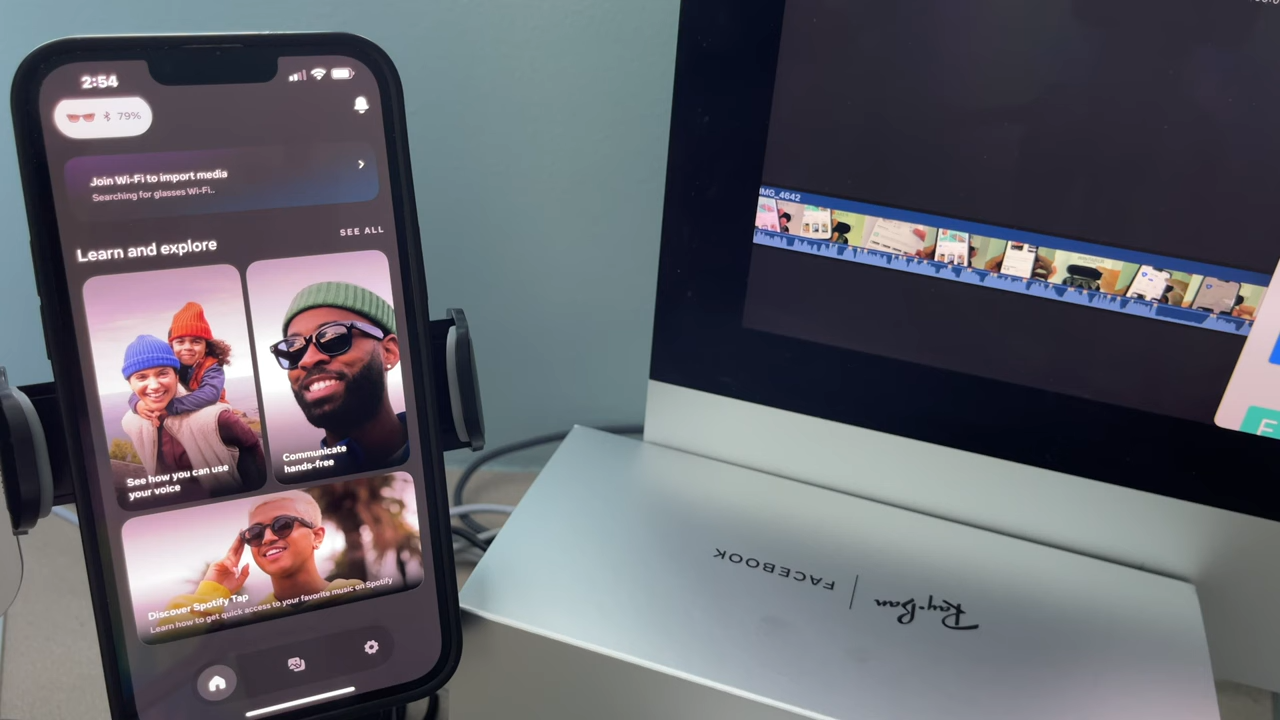 2:54
79%
Join Wi-Fi to import media
Searching for glasses Wi-Fi..
Learn and explore
SEE ALL
See how you can use
your voice
Communicate
hands-free
Discover Spotify Tap
Learn how to get quick access to your favorite music on Spotify
IMG_4642
Ray-Ban | FACEBOOK